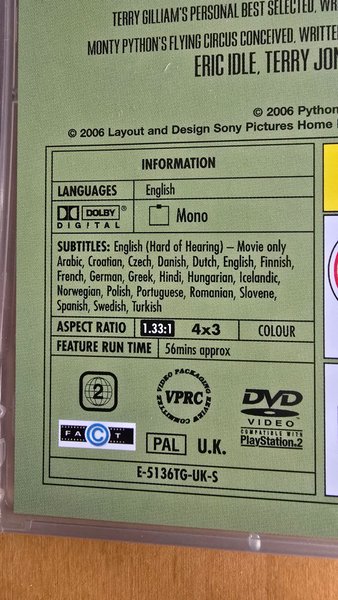 TERRY GILLIAM'S PERSONAL BEST SELECTED,
MONTY PYTHON'S FLYING CIRCUS CONCEIVED.
ERIC IDLE, TERRY
© 2006
© 2006 Layout and Design Sony Pictures Home
INFORMATION
LANGUAGES English
DOLBY® DIGITAL Mono
SUBTITLES: English (Hard of Hearing) – Movie only
Arabic, Croatian, Czech, Danish, Dutch, English, Finnish,
French, German, Greek, Hindi, Hungarian, Icelandic,
Norwegian, Polish, Portuguese, Romanian, Slovene,
Spanish, Swedish, Turkish
ASPECT RATIO 1.33:1 4x3 COLOUR
FEATURE RUN TIME 56mins approx
2
VIDEO PACKAGING REVIEW COMMITTEE
VPRC
DVD
VIDEO
COMPATIBLE WITH
PlayStation.2
FACT
PAL U.K.
E-5136TG-UK-S